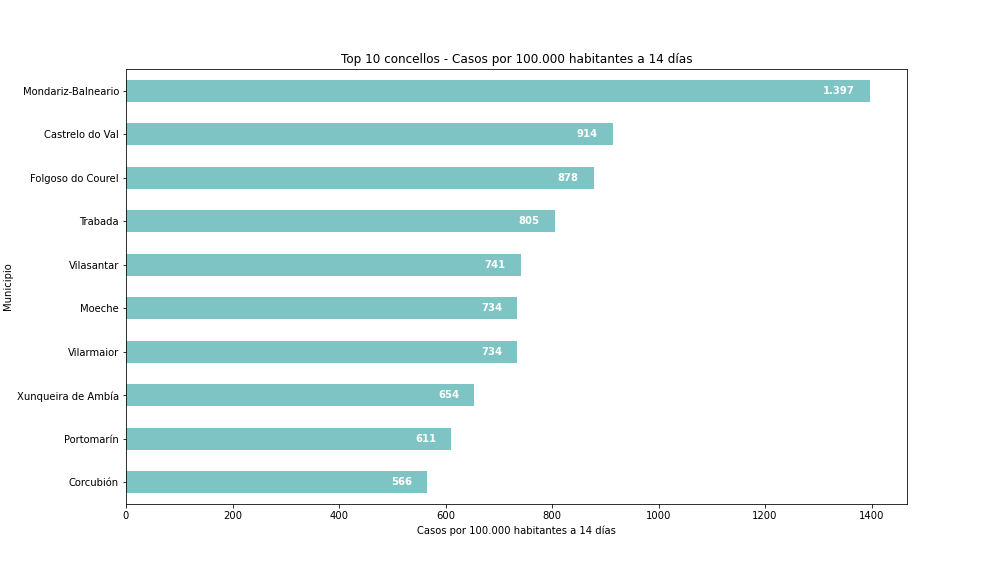 Top 10 concellos - Casos por 100.000 habitantes a 14 días
Municipio
Mondariz-Balneario 1.397
Castrelo do Val 914
Folgoso do Courel 878
Trabada 805
Vilasantar 741
Moeche 734
Vilarmaior 734
Xunqueira de Ambía 654
Portomarín 611
Corcubión 566
0 200 400 600 800 1000 1200 1400
Casos por 100.000 habitantes a 14 días